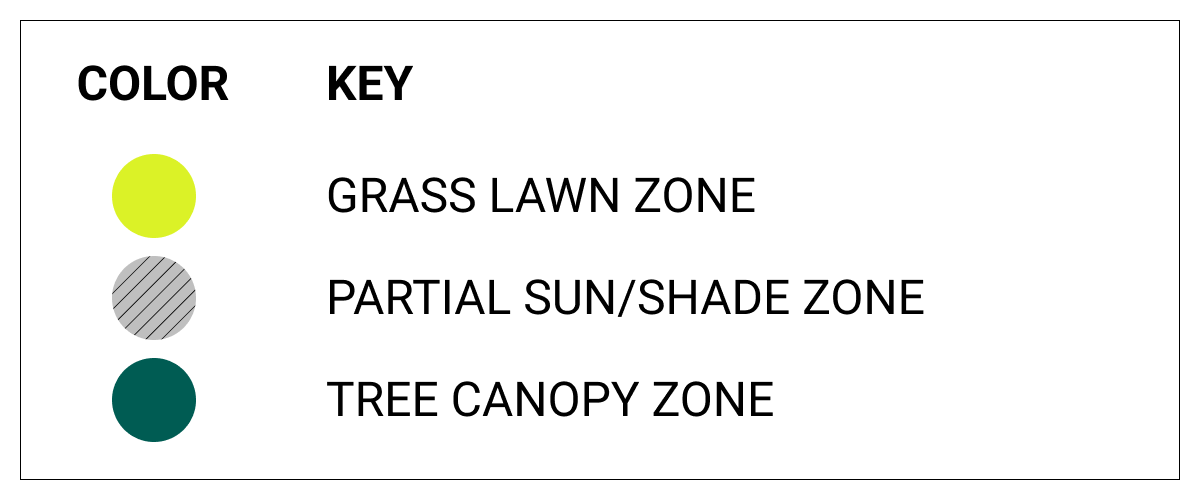 COLOR KEY
GRASS LAWN ZONE
PARTIAL SUN/SHADE ZONE
TREE CANOPY ZONE